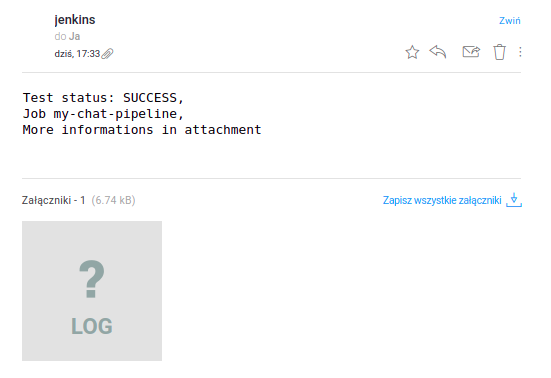 jenkins
Zwiń
do Ja
dziś, 17:33
Test status: SUCCESS,
Job my-chat-pipeline,
More informations in attachment
Załączniki - 1 (6.74 kB)
Zapisz wszystkie załączniki
?
LOG